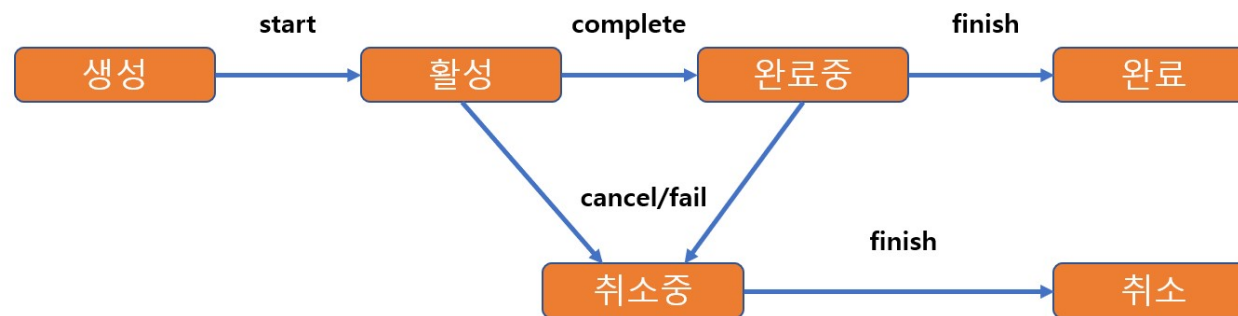 start
complete
finish
생성
활성
완료중
완료
cancel/fail
finish
취소중
취소